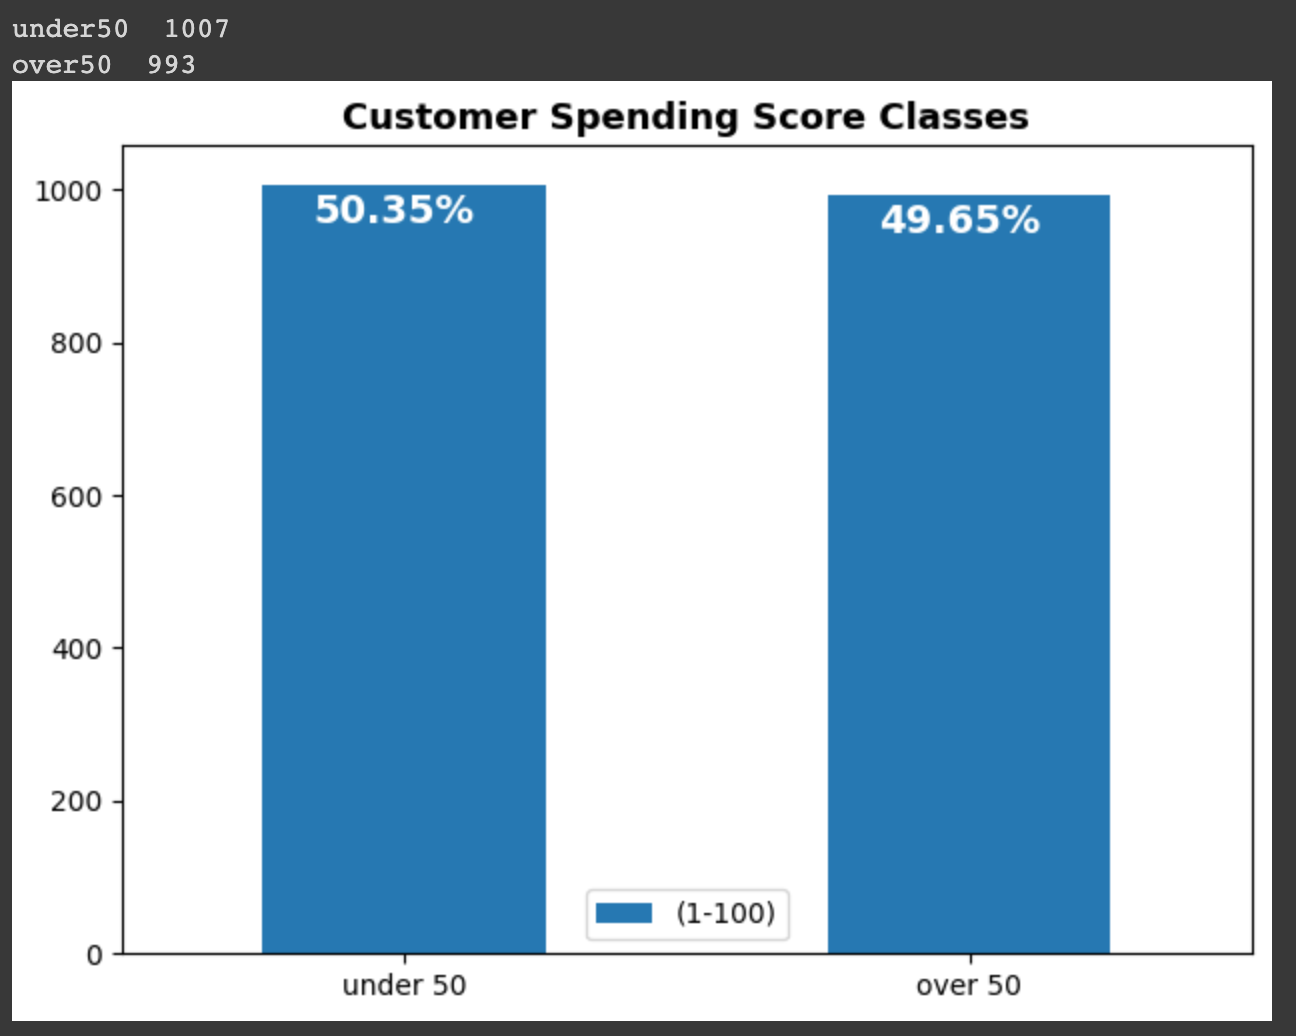 under50  1007
over50  993
Customer Spending Score Classes
1000
800
600
400
200
0
50.35%
49.65%
(1-100)
under 50
over 50